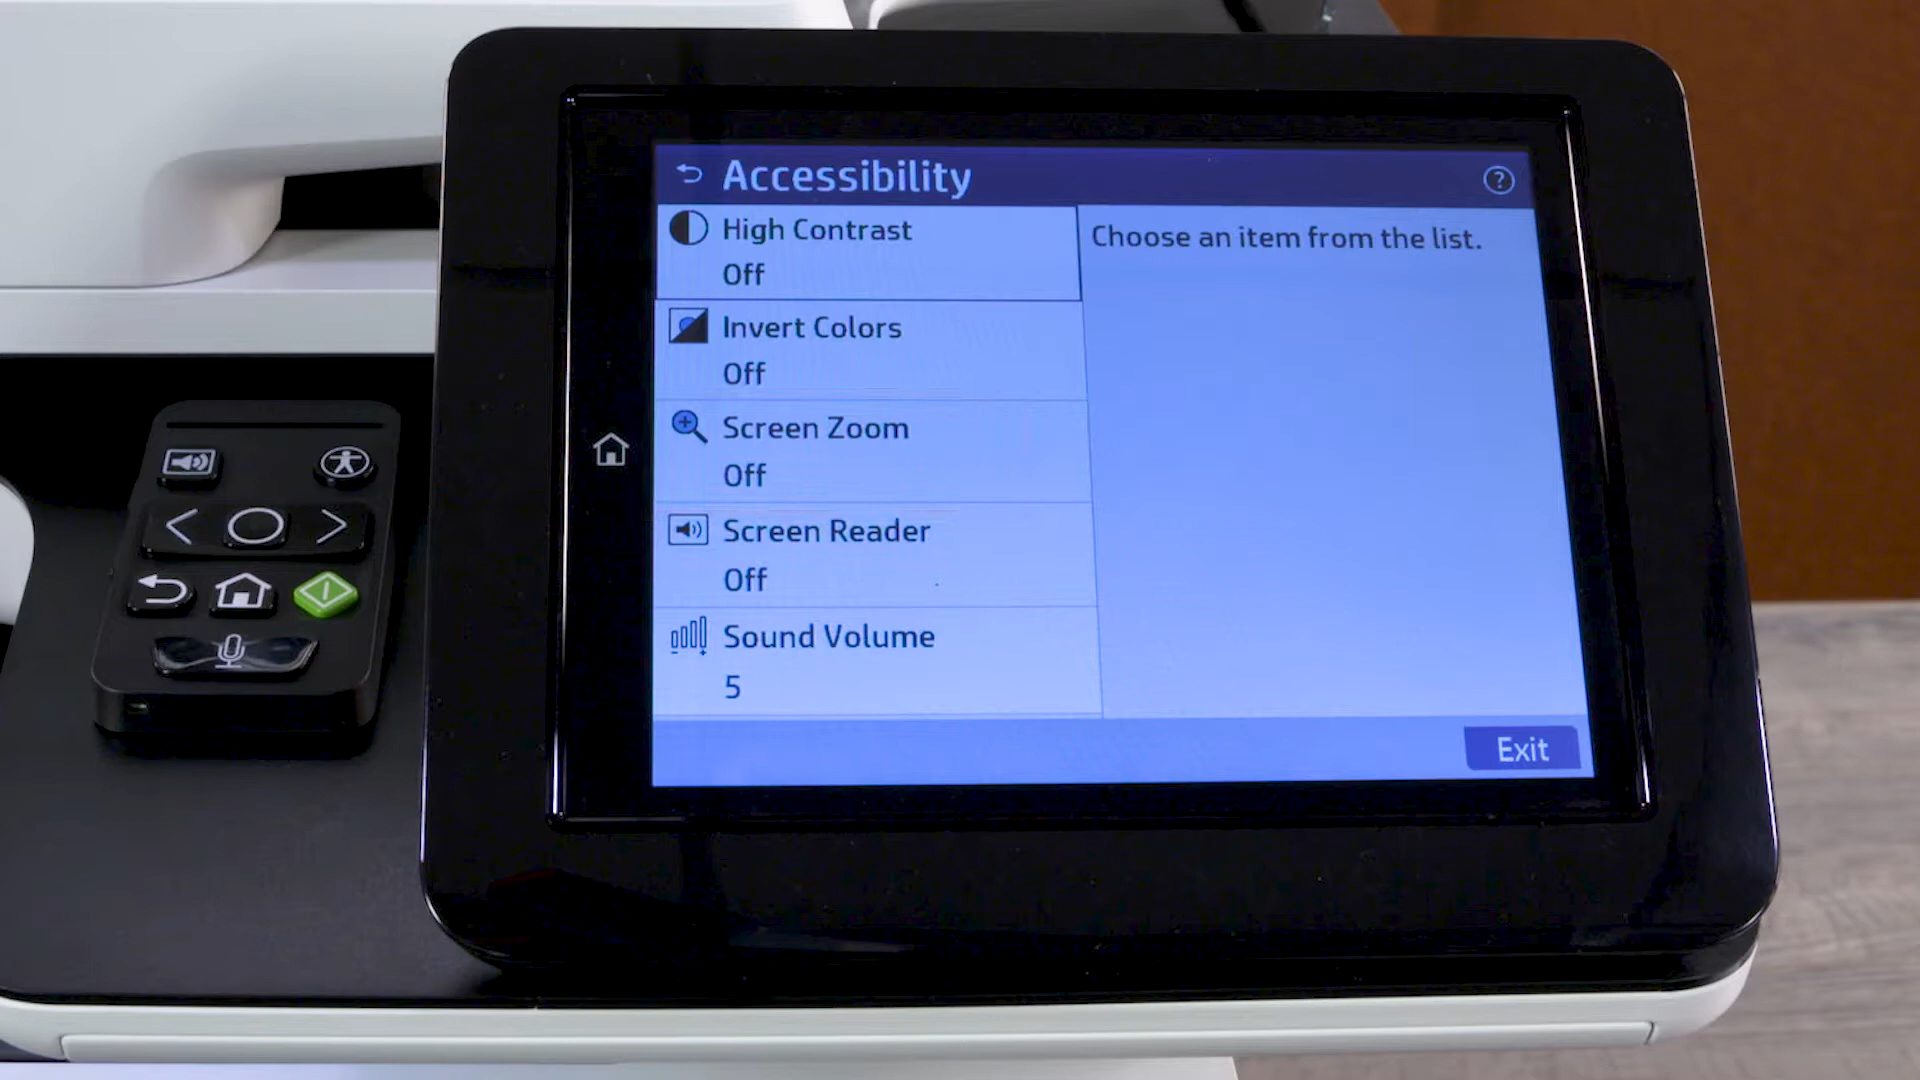 Accessibility
?
High Contrast
Off
Choose an item from the list.
Invert Colors
Off
Screen Zoom
Off
Screen Reader
Off
Sound Volume
5
Exit